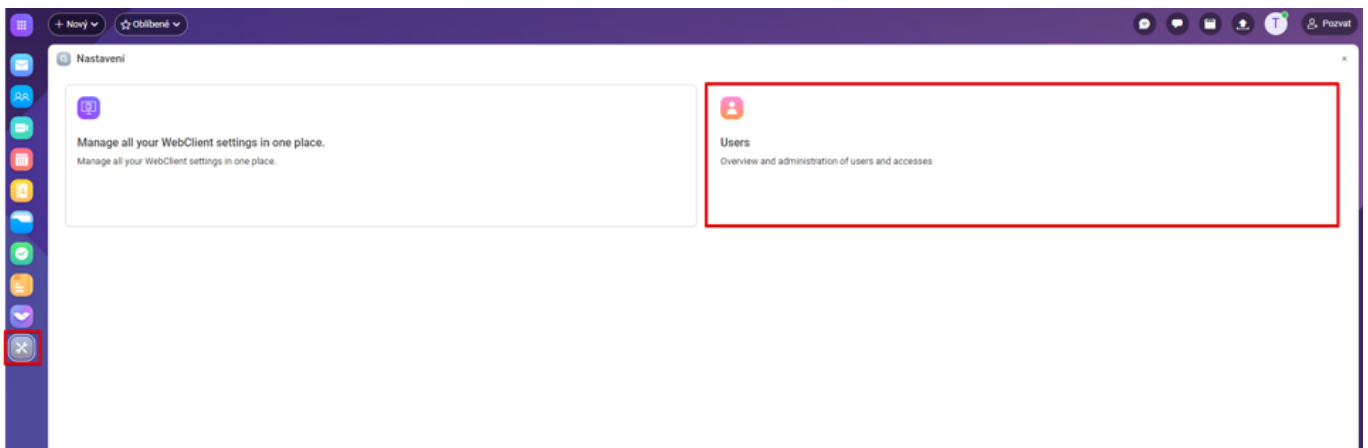 Nový
Oblíbené
T
Pozvat
Nastavení
Manage all your WebClient settings in one place.
Manage all your WebClient settings in one place.
Users
Overview and administration of users and accesses